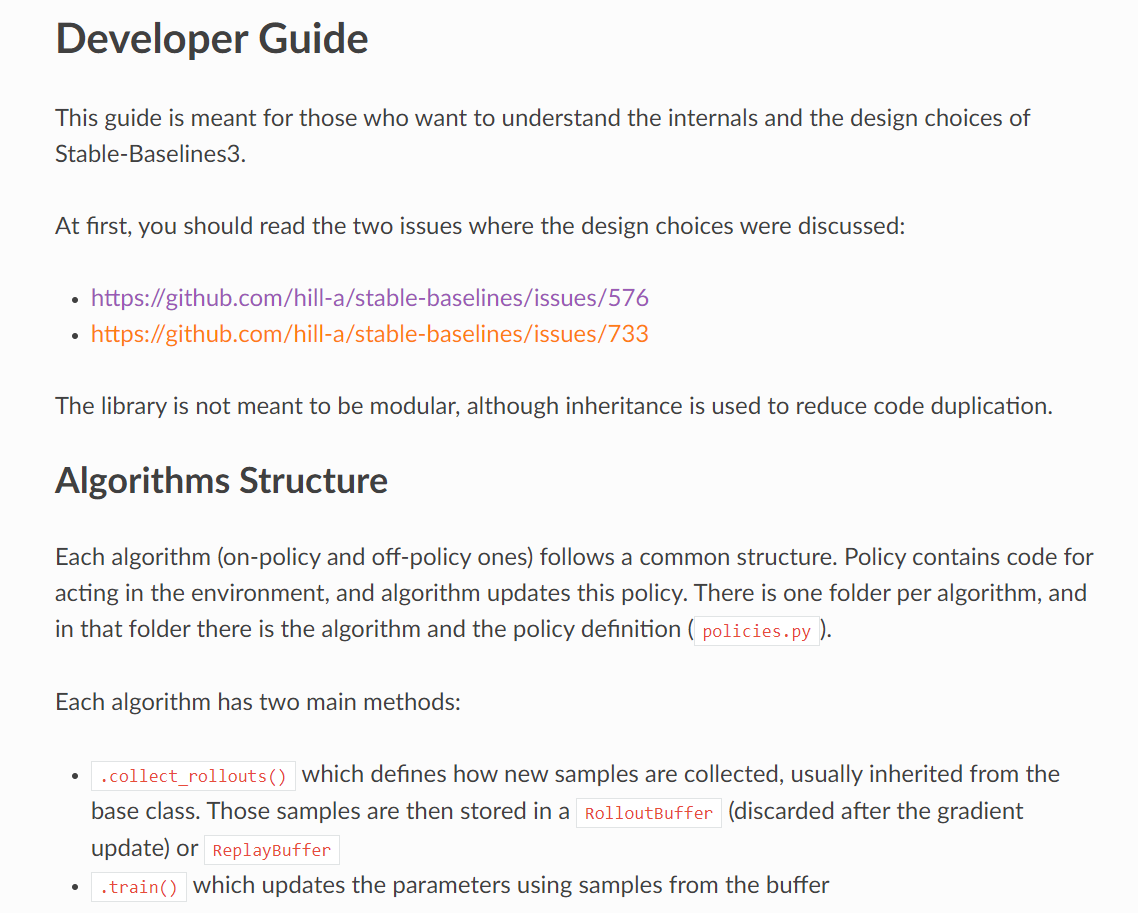 Developer Guide
This guide is meant for those who want to understand the internals and the design choices of
Stable-Baselines3.
At first, you should read the two issues where the design choices were discussed:
• https://github.com/hill-a/stable-baselines/issues/576
• https://github.com/hill-a/stable-baselines/issues/733
The library is not meant to be modular, although inheritance is used to reduce code duplication.
Algorithms Structure
Each algorithm (on-policy and off-policy ones) follows a common structure. Policy contains code for
acting in the environment, and algorithm updates this policy. There is one folder per algorithm, and
in that folder there is the algorithm and the policy definition ( policies.py ).
Each algorithm has two main methods:
• .collect_rollouts() which defines how new samples are collected, usually inherited from the
base class. Those samples are then stored in a RolloutBuffer (discarded after the gradient
update) or ReplayBuffer
• .train() which updates the parameters using samples from the buffer